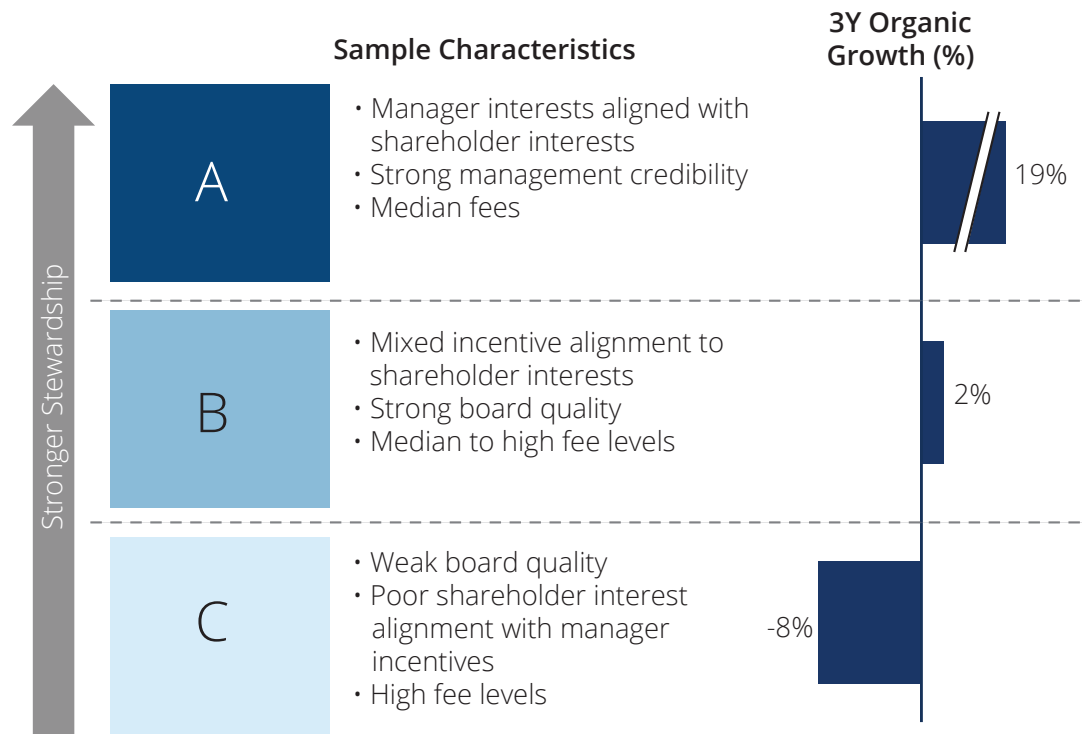 Sample Characteristics
3Y Organic
Growth (%)
Stronger Stewardship
A
• Manager interests aligned with
shareholder interests
• Strong management credibility
• Median fees
19%
B
• Mixed incentive alignment to
shareholder interests
• Strong board quality
• Median to high fee levels
2%
C
• Weak board quality
• Poor shareholder interest
alignment with manager
incentives
• High fee levels
-8%